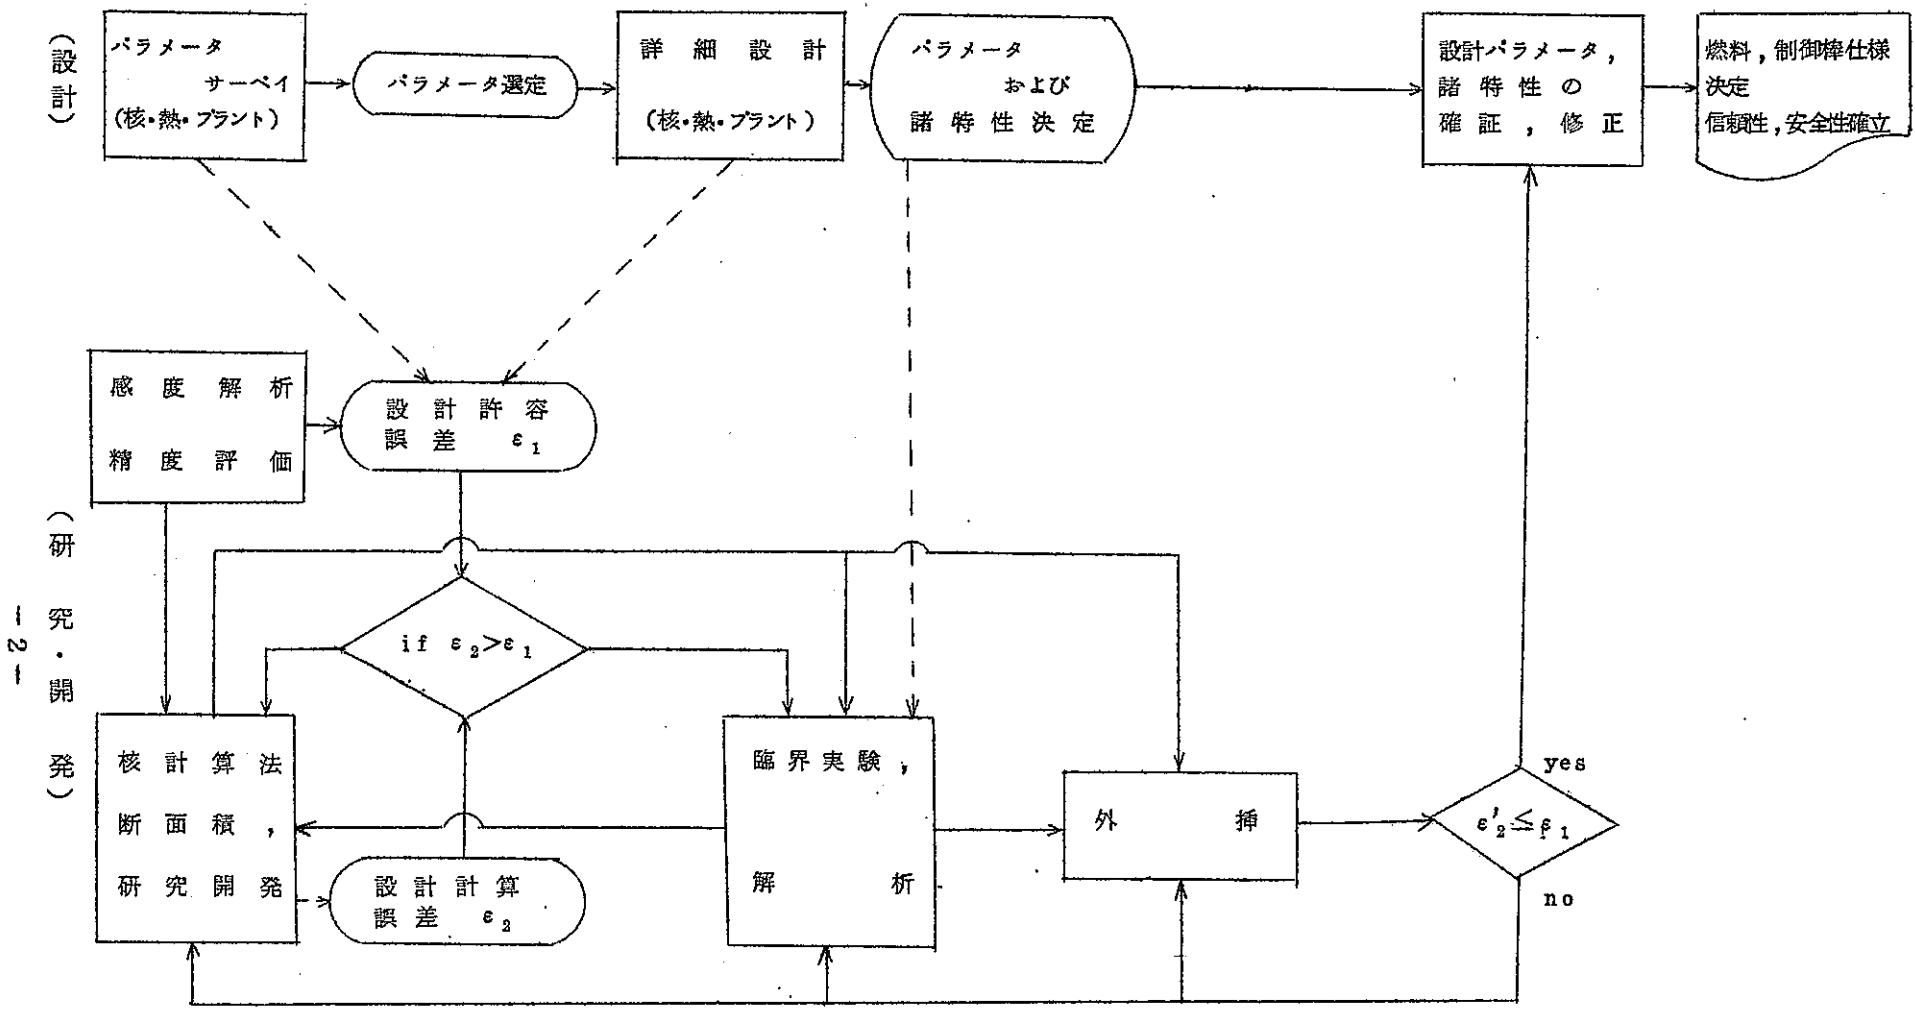 (設計)
パラメータ
サーベイ
(核・熱・プラント)
パラメータ選定
詳細設計
(核・熱・プラント)
パラメータ
および
諸特性決定
設計パラメータ，
諸特性の
確証，修正
燃料，制御棒仕様
決定
信頼性，安全性確立
感度解析
精度評価
設計許容
誤差 ε₁
(研究・開発)
－2－
if ε₂>ε₁
核計算法
断面積，
研究開発
設計計算
誤差 ε₂
臨界実験，
解析
外挿
yes
ε'₂≦ε₁
no